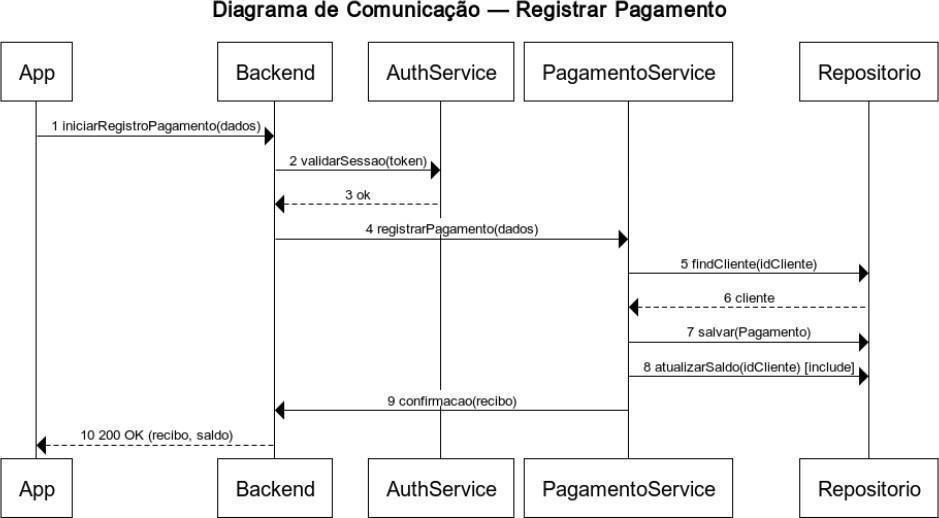 Diagrama de Comunicação — Registrar Pagamento
App
Backend
AuthService
PagamentoService
Repositorio
1 iniciarRegistroPagamento(dados)
2 validarSessao(token)
3 ok
4 registrarPagamento(dados)
5 findCliente(idCliente)
6 cliente
7 salvar(Pagamento)
8 atualizarSaldo(idCliente) [include]
9 confirmacao(recibo)
10 200 OK (recibo, saldo)
App
Backend
AuthService
PagamentoService
Repositorio